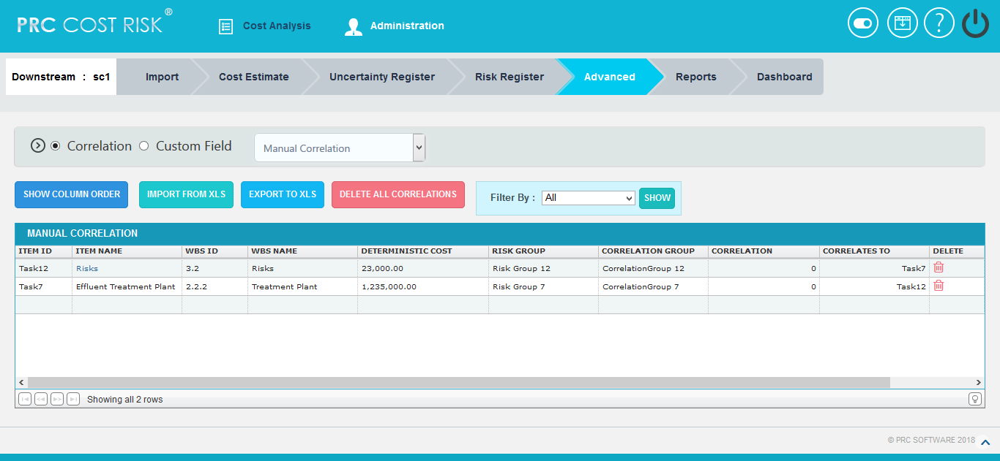 PRC COST RISK®
Cost Analysis
Administration
?
Downstream : sc1
Import
Cost Estimate
Uncertainty Register
Risk Register
Advanced
Reports
Dashboard
Correlation Custom Field Manual Correlation
SHOW COLUMN ORDER IMPORT FROM XLS EXPORT TO XLS DELETE ALL CORRELATIONS Filter By : All SHOW
MANUAL CORRELATION
ITEM ID ITEM NAME WBS ID WBS NAME DETERMINISTIC COST RISK GROUP CORRELATION GROUP CORRELATION CORRELATES TO DELETE
Task12 Risks 3.2 Risks 23,000.00 Risk Group 12 CorrelationGroup 12 0 Task7
Task7 Effluent Treatment Plant 2.2.2 Treatment Plant 1,235,000.00 Risk Group 7 CorrelationGroup 7 0 Task12
Showing all 2 rows
© PRC SOFTWARE 2018